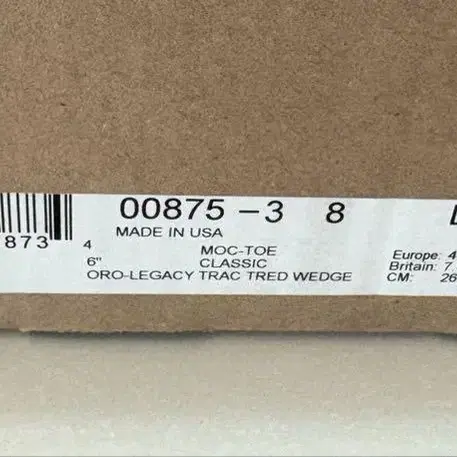 00875 -3 8
MADE IN USA
873 4
MOC-TOE
6" CLASSIC
ORO-LEGACY TRAC TRED WEDGE
Europe: 4
Britain: 7.
CM: 26